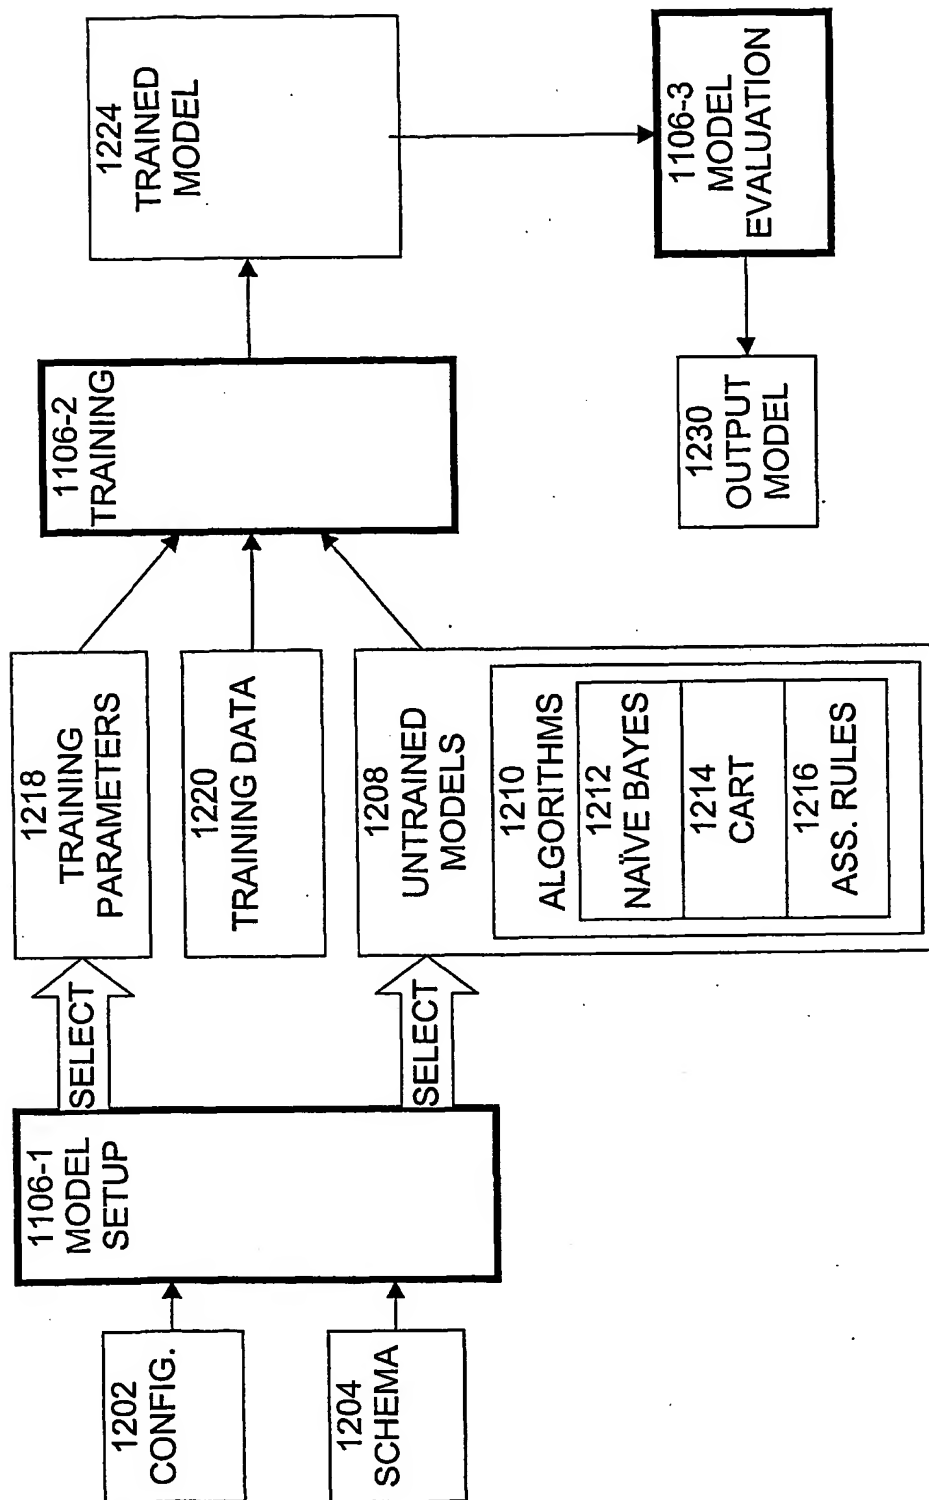 1202
CONFIG.
1204
SCHEMA
1106-1
MODEL
SETUP
SELECT
SELECT
1218
TRAINING
PARAMETERS
1220
TRAINING DATA
1208
UNTRAINED
MODELS
1210
ALGORITHMS
1212
NAÏVE BAYES
1214
CART
1216
ASS. RULES
1106-2
TRAINING
1224
TRAINED
MODEL
1106-3
MODEL
EVALUATION
1230
OUTPUT
MODEL